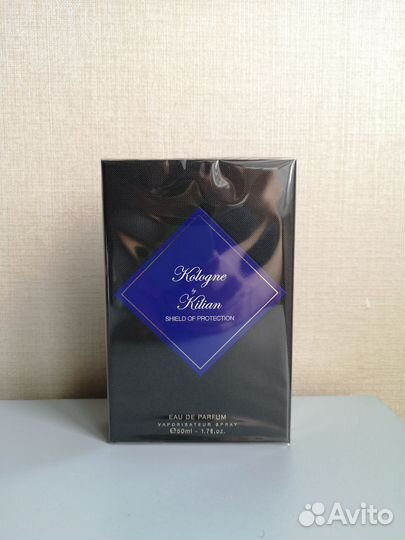 Kologne
by
Kilian
SHIELD OF PROTECTION
EAU DE PARFUM
VAPORISATEUR SPRAY
℮50ml - 1.7fl.oz.
Avito